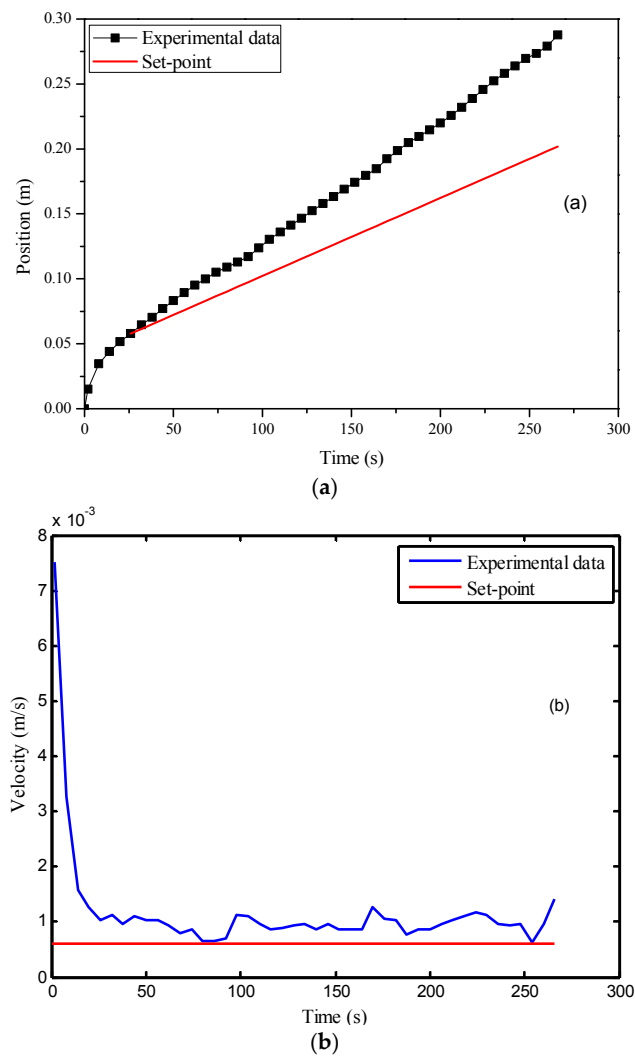 0.30
Experimental data
Set-point
0.25
0.20
Position (m)
(a)
0.15
0.10
0.05
0.00
0 50 100 150 200 250 300
Time (s)
(a)
x 10⁻³
8
Experimental data
Set-point
7
6
5
(b)
Velocity (m/s)
4
3
2
1
0
0 50 100 150 200 250 300
Time (s)
(b)